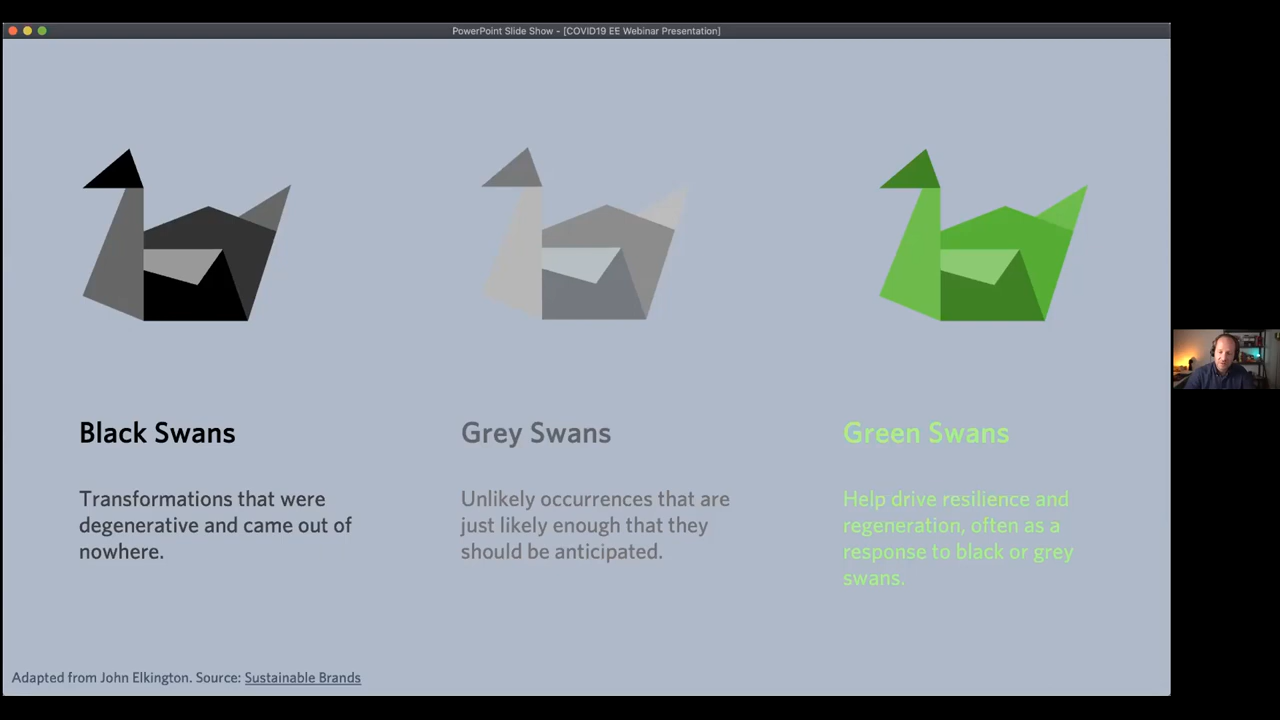 PowerPoint Slide Show - [COVID19 EE Webinar Presentation]
Black Swans
Transformations that were
degenerative and came out of
nowhere.
Grey Swans
Unlikely occurrences that are
just likely enough that they
should be anticipated.
Green Swans
Help drive resilience and
regeneration, often as a
response to black or grey
swans.
Adapted from John Elkington. Source: Sustainable Brands